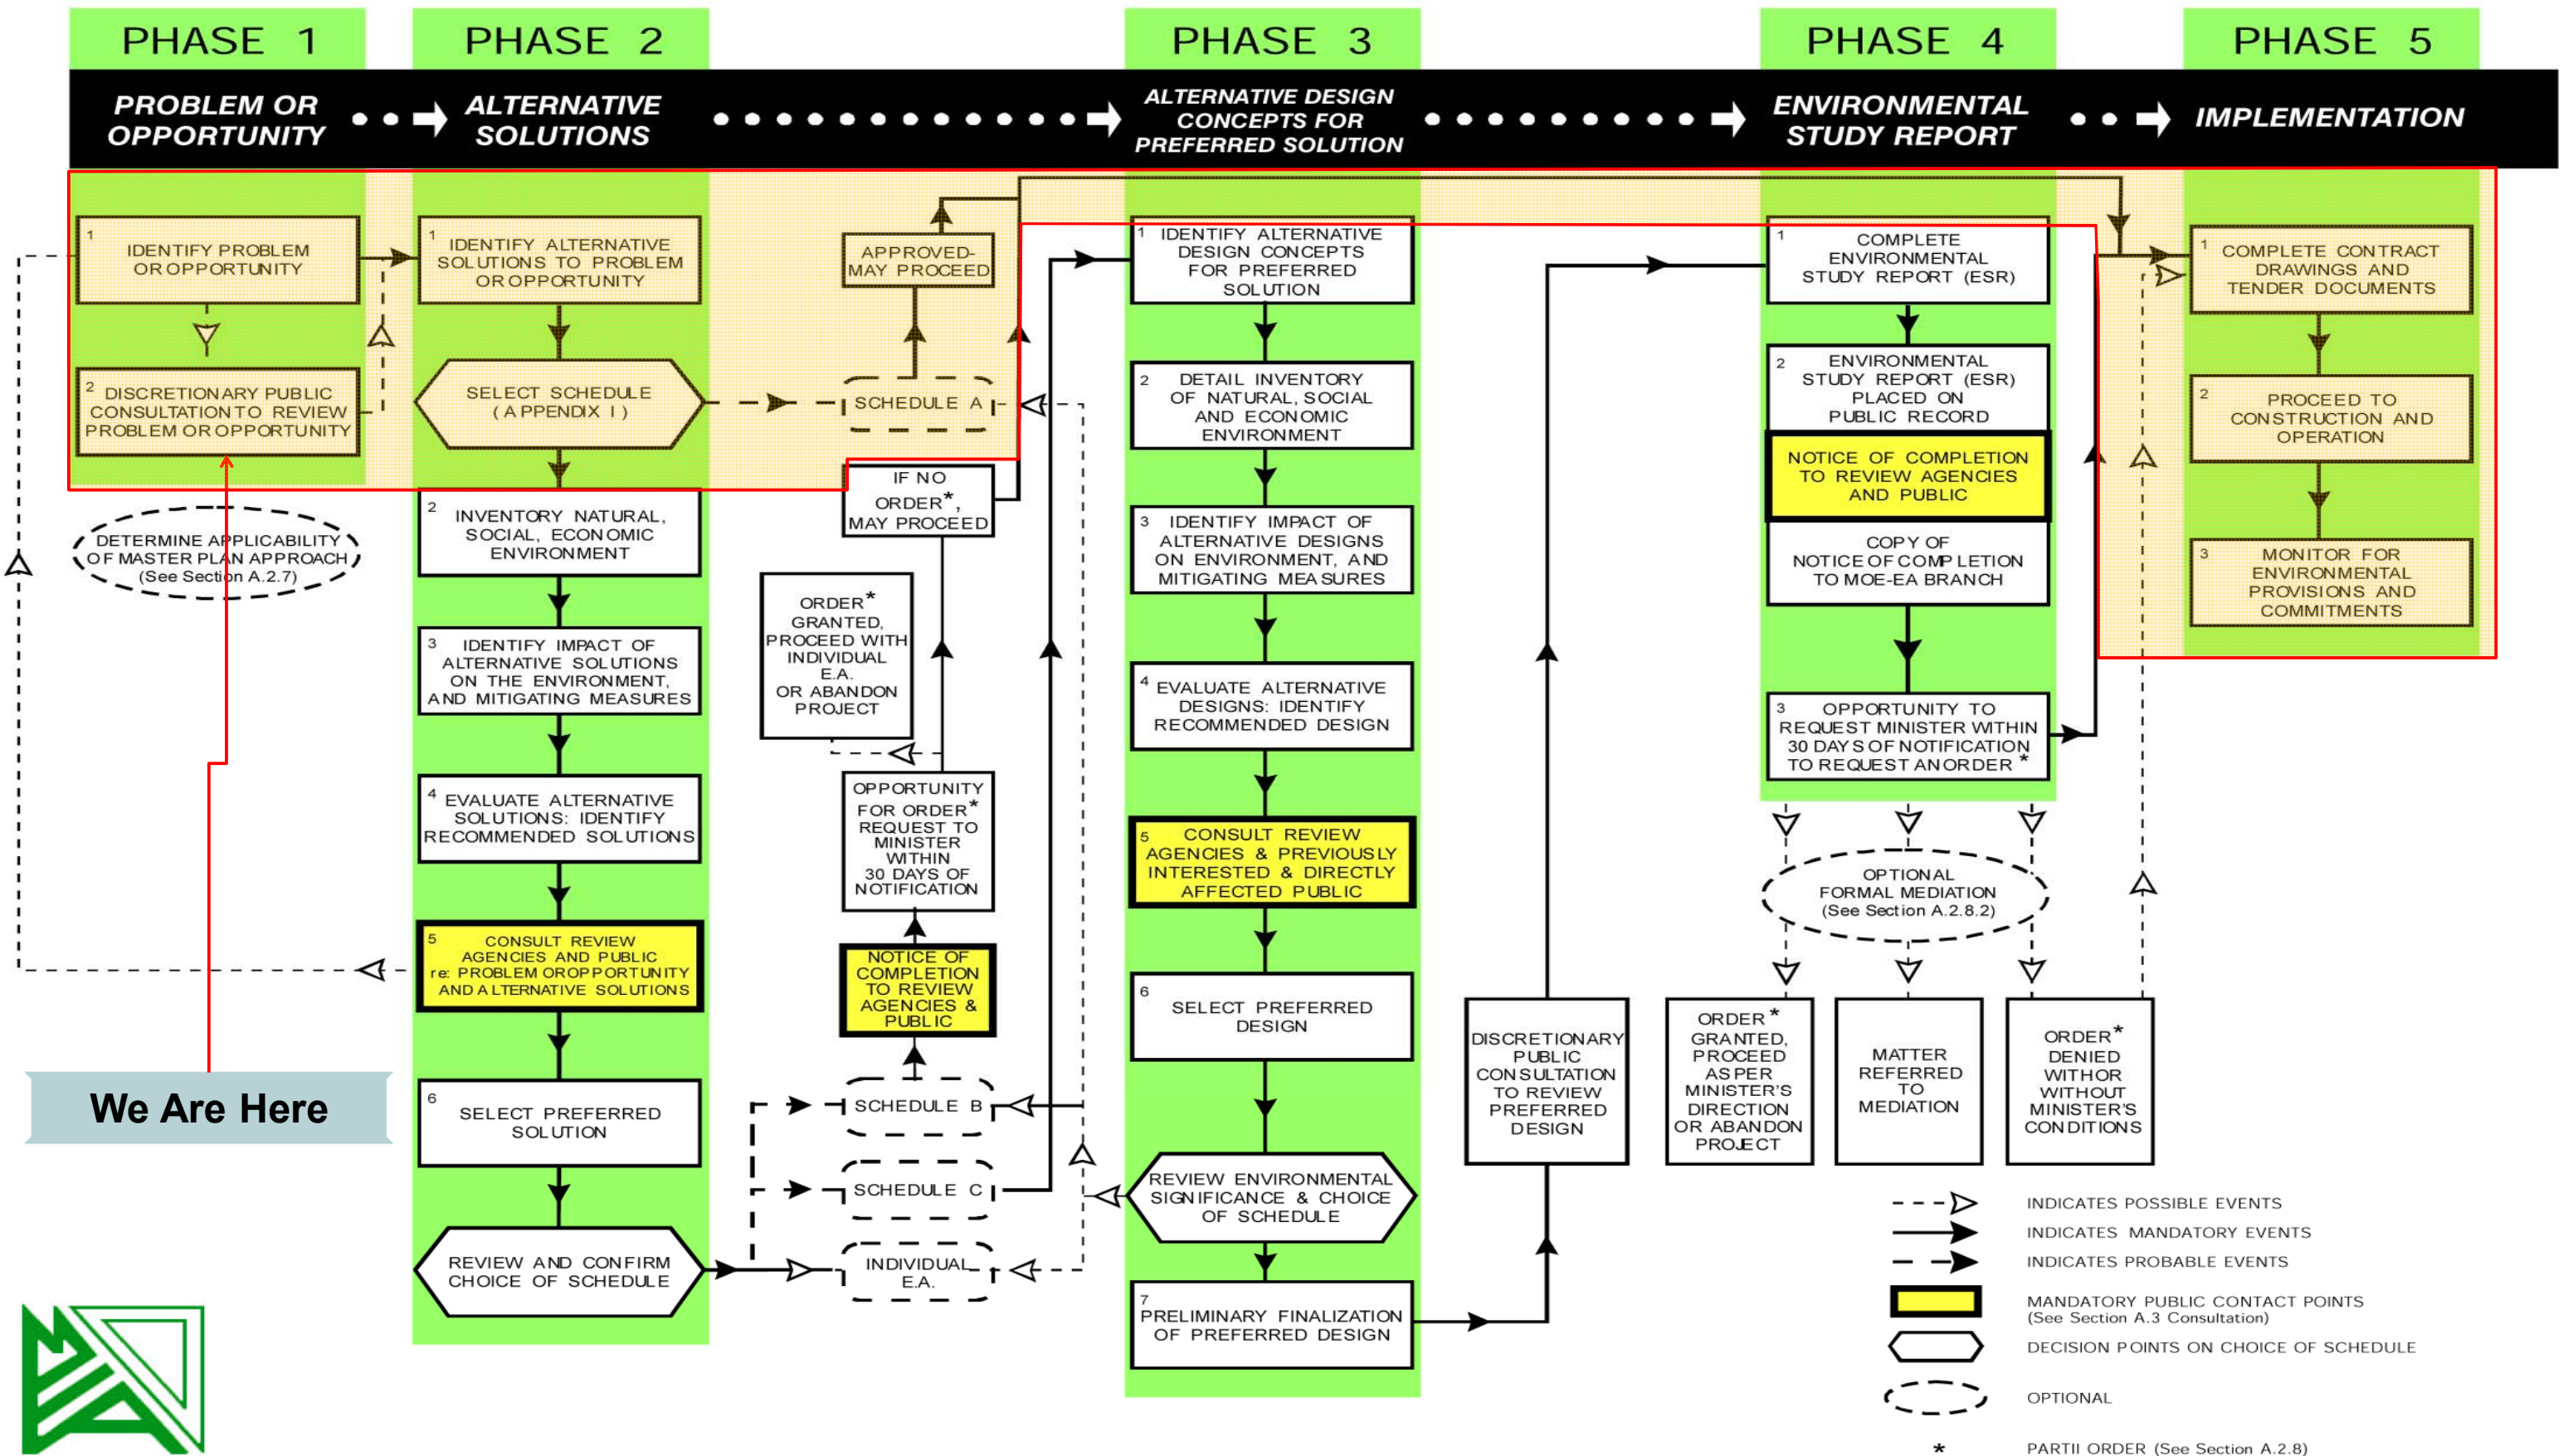 PHASE 1
PHASE 2
PHASE 3
PHASE 4
PHASE 5
PROBLEM OR
OPPORTUNITY
ALTERNATIVE
SOLUTIONS
ALTERNATIVE DESIGN
CONCEPTS FOR
PREFERRED SOLUTION
ENVIRONMENTAL
STUDY REPORT
IMPLEMENTATION
1
IDENTIFY PROBLEM
OR OPPORTUNITY
2
DISCRETIONARY PUBLIC
CONSULTATION TO REVIEW
PROBLEM OR OPPORTUNITY
DETERMINE APPLICABILITY
OF MASTER PLAN APPROACH
(See Section A.2.7)
We Are Here
1
IDENTIFY ALTERNATIVE
SOLUTIONS TO PROBLEM
OR OPPORTUNITY
SELECT SCHEDULE
(APPENDIX I)
2
INVENTORY NATURAL,
SOCIAL, ECONOMIC
ENVIRONMENT
3
IDENTIFY IMPACT OF
ALTERNATIVE SOLUTIONS
ON THE ENVIRONMENT,
AND MITIGATING MEASURES
4
EVALUATE ALTERNATIVE
SOLUTIONS: IDENTIFY
RECOMMENDED SOLUTIONS
5
CONSULT REVIEW
AGENCIES AND PUBLIC
re: PROBLEM OR OPPORTUNITY
AND ALTERNATIVE SOLUTIONS
6
SELECT PREFERRED
SOLUTION
REVIEW AND CONFIRM
CHOICE OF SCHEDULE
APPROVED-
MAY PROCEED
SCHEDULE A
IF NO
ORDER*,
MAY PROCEED
ORDER*
GRANTED,
PROCEED WITH
INDIVIDUAL
E.A.
OR ABANDON
PROJECT
OPPORTUNITY
FOR ORDER*
REQUEST TO
MINISTER
WITHIN
30 DAYS OF
NOTIFICATION
NOTICE OF
COMPLETION
TO REVIEW
AGENCIES &
PUBLIC
SCHEDULE B
SCHEDULE C
INDIVIDUAL
E.A.
1
IDENTIFY ALTERNATIVE
DESIGN CONCEPTS
FOR PREFERRED
SOLUTION
2
DETAIL INVENTORY
OF NATURAL, SOCIAL
AND ECONOMIC
ENVIRONMENT
3
IDENTIFY IMPACT OF
ALTERNATIVE DESIGNS
ON ENVIRONMENT, AND
MITIGATING MEASURES
4
EVALUATE ALTERNATIVE
DESIGNS: IDENTIFY
RECOMMENDED DESIGN
5
CONSULT REVIEW
AGENCIES & PREVIOUSLY
INTERESTED & DIRECTLY
AFFECTED PUBLIC
6
SELECT PREFERRED
DESIGN
REVIEW ENVIRONMENTAL
SIGNIFICANCE & CHOICE
OF SCHEDULE
7
PRELIMINARY FINALIZATION
OF PREFERRED DESIGN
DISCRETIONARY
PUBLIC
CONSULTATION
TO REVIEW
PREFERRED
DESIGN
1
COMPLETE
ENVIRONMENTAL
STUDY REPORT (ESR)
2
ENVIRONMENTAL
STUDY REPORT (ESR)
PLACED ON
PUBLIC RECORD
NOTICE OF COMPLETION
TO REVIEW AGENCIES
AND PUBLIC
COPY OF
NOTICE OF COMPLETION
TO MOE-EA BRANCH
3
OPPORTUNITY TO
REQUEST MINISTER WITHIN
30 DAYS OF NOTIFICATION
TO REQUEST AN ORDER *
OPTIONAL
FORMAL MEDIATION
(See Section A.2.8.2)
ORDER *
GRANTED,
PROCEED
AS PER
MINISTER'S
DIRECTION
OR ABANDON
PROJECT
MATTER
REFERRED
TO
MEDIATION
ORDER*
DENIED
WITH OR
WITHOUT
MINISTER'S
CONDITIONS
1
COMPLETE CONTRACT
DRAWINGS AND
TENDER DOCUMENTS
2
PROCEED TO
CONSTRUCTION AND
OPERATION
3
MONITOR FOR
ENVIRONMENTAL
PROVISIONS AND
COMMITMENTS
INDICATES POSSIBLE EVENTS
INDICATES MANDATORY EVENTS
INDICATES PROBABLE EVENTS
MANDATORY PUBLIC CONTACT POINTS
(See Section A.3 Consultation)
DECISION POINTS ON CHOICE OF SCHEDULE
OPTIONAL
* PARTII ORDER (See Section A.2.8)
MEA